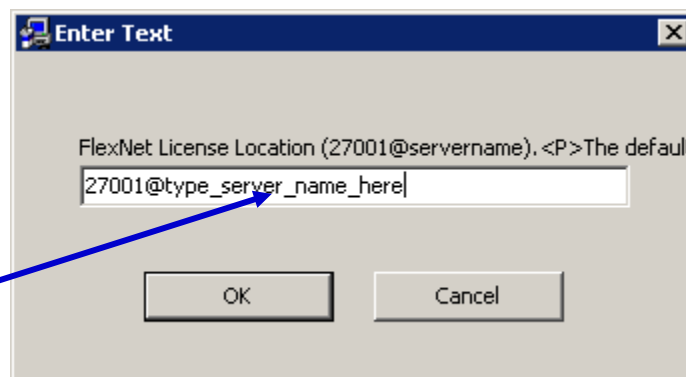 Enter Text
FlexNet License Location (27001@servername).<P>The defaul
27001@type_server_name_here
OK Cancel